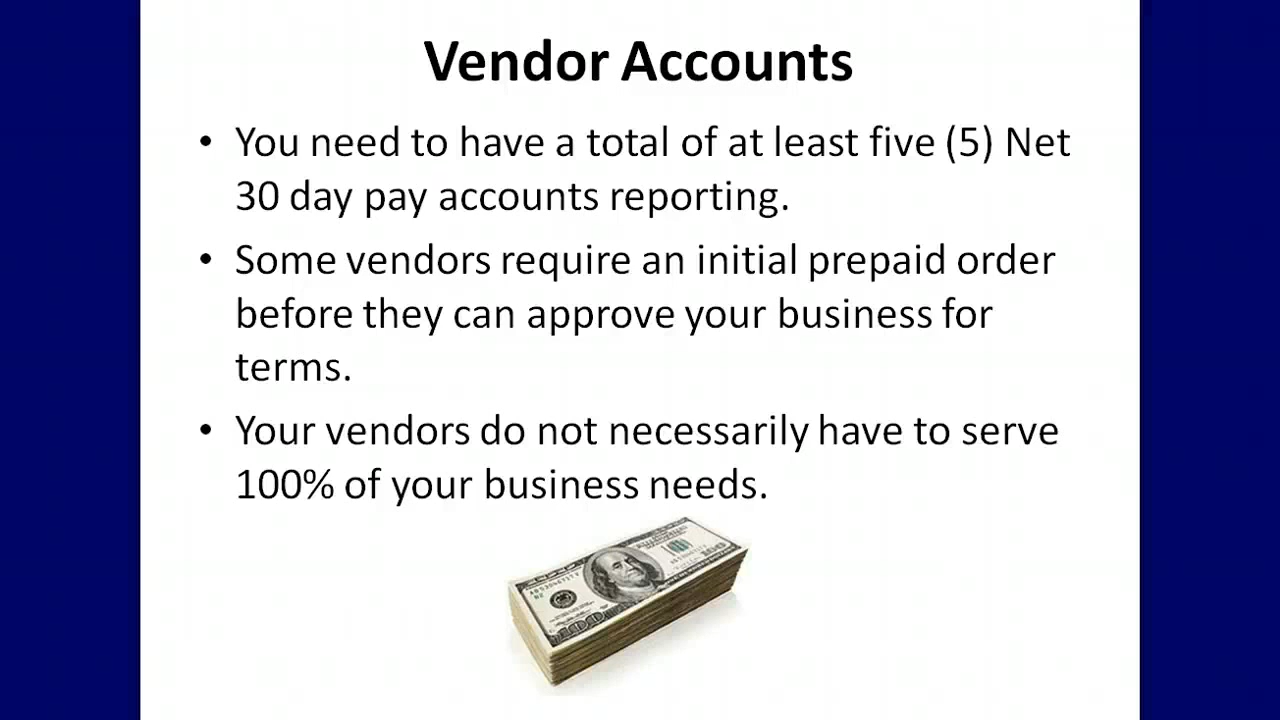 Vendor Accounts
• You need to have a total of at least five (5) Net
30 day pay accounts reporting.
• Some vendors require an initial prepaid order
before they can approve your business for
terms.
• Your vendors do not necessarily have to serve
100% of your business needs.